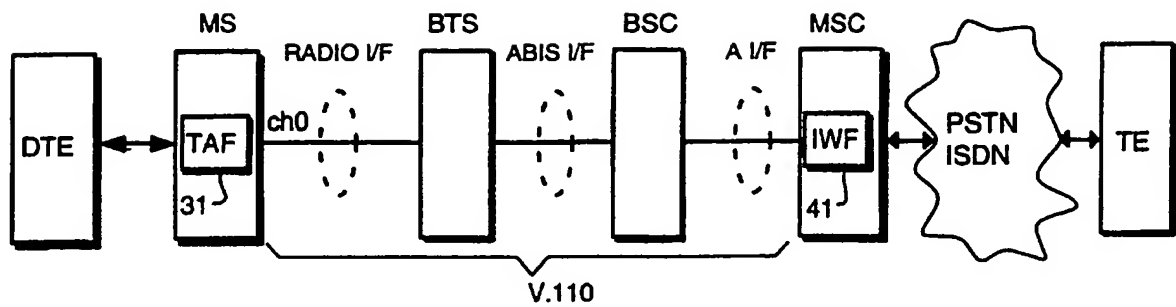 MS
BTS
BSC
MSC
RADIO I/F
ABIS I/F
A I/F
DTE
TAF
ch0
IWF
PSTN
ISDN
TE
31
41
V.110